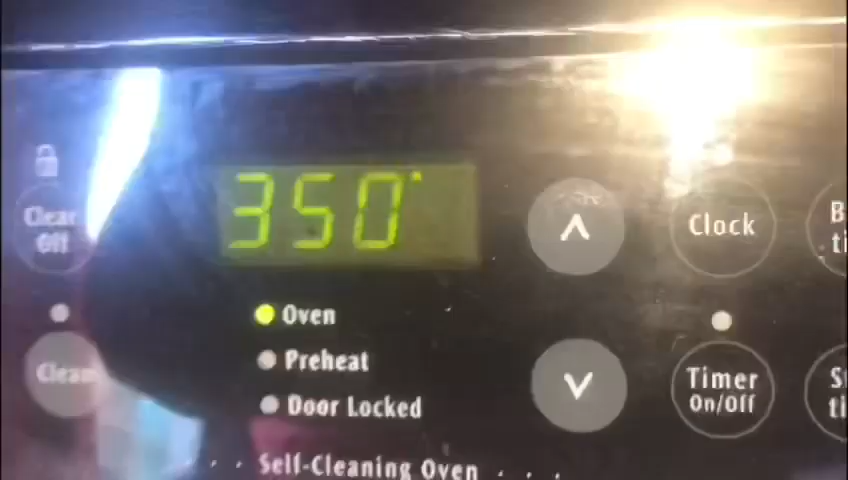 350°
Clear
Off
Clock
Oven
Preheat
Door Locked
Clean
Timer
On/Off
Self-Cleaning Oven